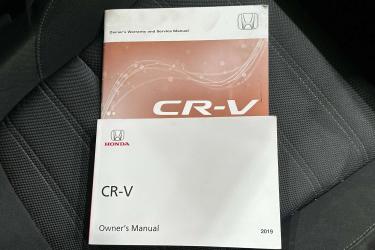 Owner's Warranty and Service Manual
CR-V
HONDA
CR-V
Owner's Manual 2019